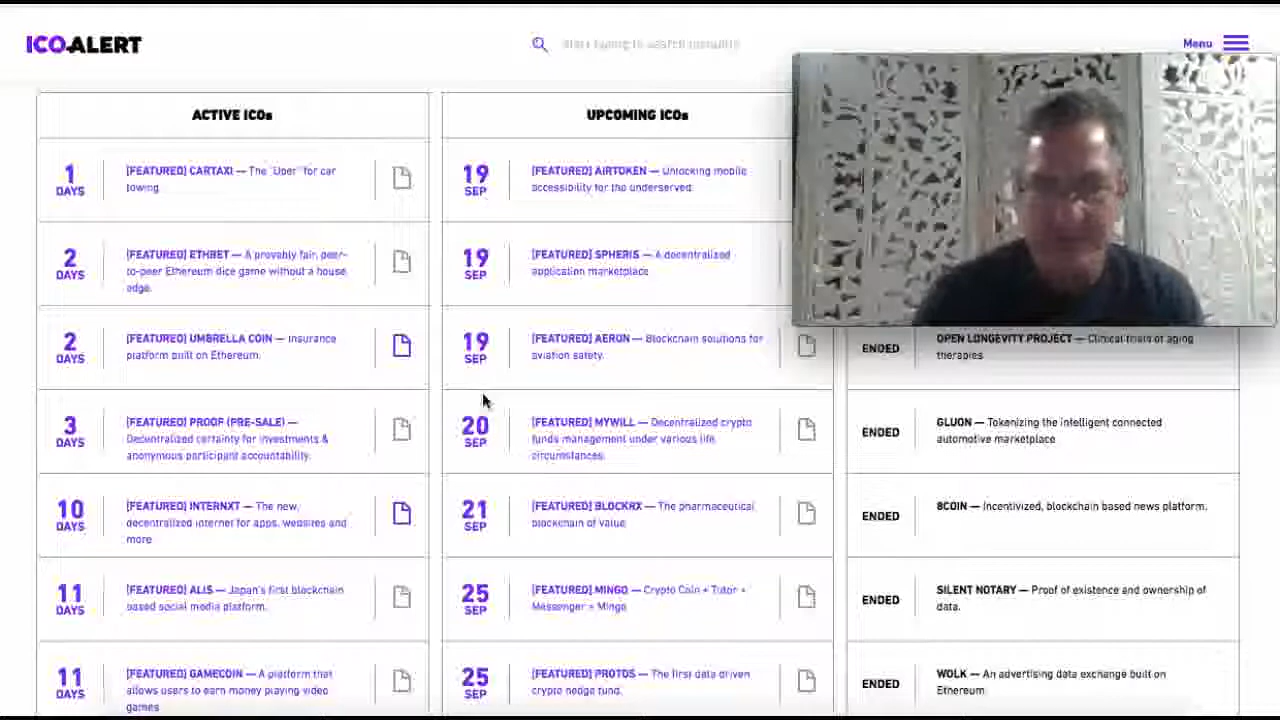 ICO ALERT
Start typing to search instantly
Menu
ACTIVE ICOs
1
DAYS
[FEATURED] CARTAXI — The "Uber" for car
towing.
2
DAYS
[FEATURED] ETHBET — A provably fair, peer-
to-peer Ethereum dice game without a house
edge.
2
DAYS
[FEATURED] UMBRELLA COIN — Insurance
platform built on Ethereum.
3
DAYS
[FEATURED] PROOF (PRE-SALE) —
Decentralized certainty for investments &
anonymous participant accountability.
10
DAYS
[FEATURED] INTERNXT — The new,
decentralized internet for apps, websites and
more
11
DAYS
[FEATURED] ALIS — Japan's first blockchain
based social media platform.
11
DAYS
[FEATURED] GAMECOIN — A platform that
allows users to earn money playing video
games
UPCOMING ICOs
19
SEP
[FEATURED] AIRTOKEN — Unlocking mobile
accessibility for the underserved.
19
SEP
[FEATURED] SPHERIS — A decentralized
application marketplace
19
SEP
[FEATURED] AERON — Blockchain solutions for
aviation safety.
20
SEP
[FEATURED] MYWILL — Decentralized crypto
funds management under various life
circumstances.
21
SEP
[FEATURED] BLOCKRX — The pharmaceutical
blockchain of value
25
SEP
[FEATURED] MINGO — Crypto Coin + Tutor +
Messenger = Mingo
25
SEP
[FEATURED] PROTOS — The first data driven
crypto hedge fund.
ENDED
OPEN LONGEVITY PROJECT — Clinical trials of aging
therapies
ENDED
GLUON — Tokenizing the intelligent connected
automotive marketplace
ENDED
8COIN — Incentivized, blockchain based news platform.
ENDED
SILENT NOTARY — Proof of existence and ownership of
data.
ENDED
WOLK — An advertising data exchange built on
Ethereum